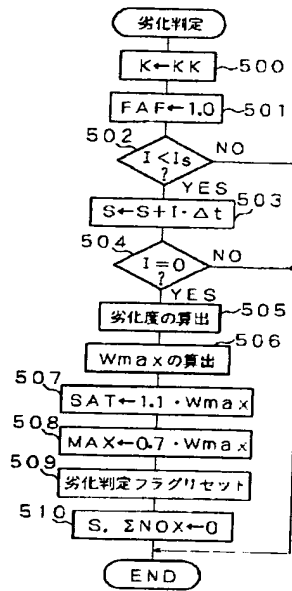 劣化判定
K←KK 500
FAF←1.0 501
502
I<Is ? NO
YES
S←S+I・Δt 503
504
I=0 ? NO
YES
劣化度の算出 505
Wmaxの算出 506
507 SAT←1.1・Wmax
508 MAX←0.7・Wmax
509 劣化判定フラグリセット
510 S. ΣNOX←0
END